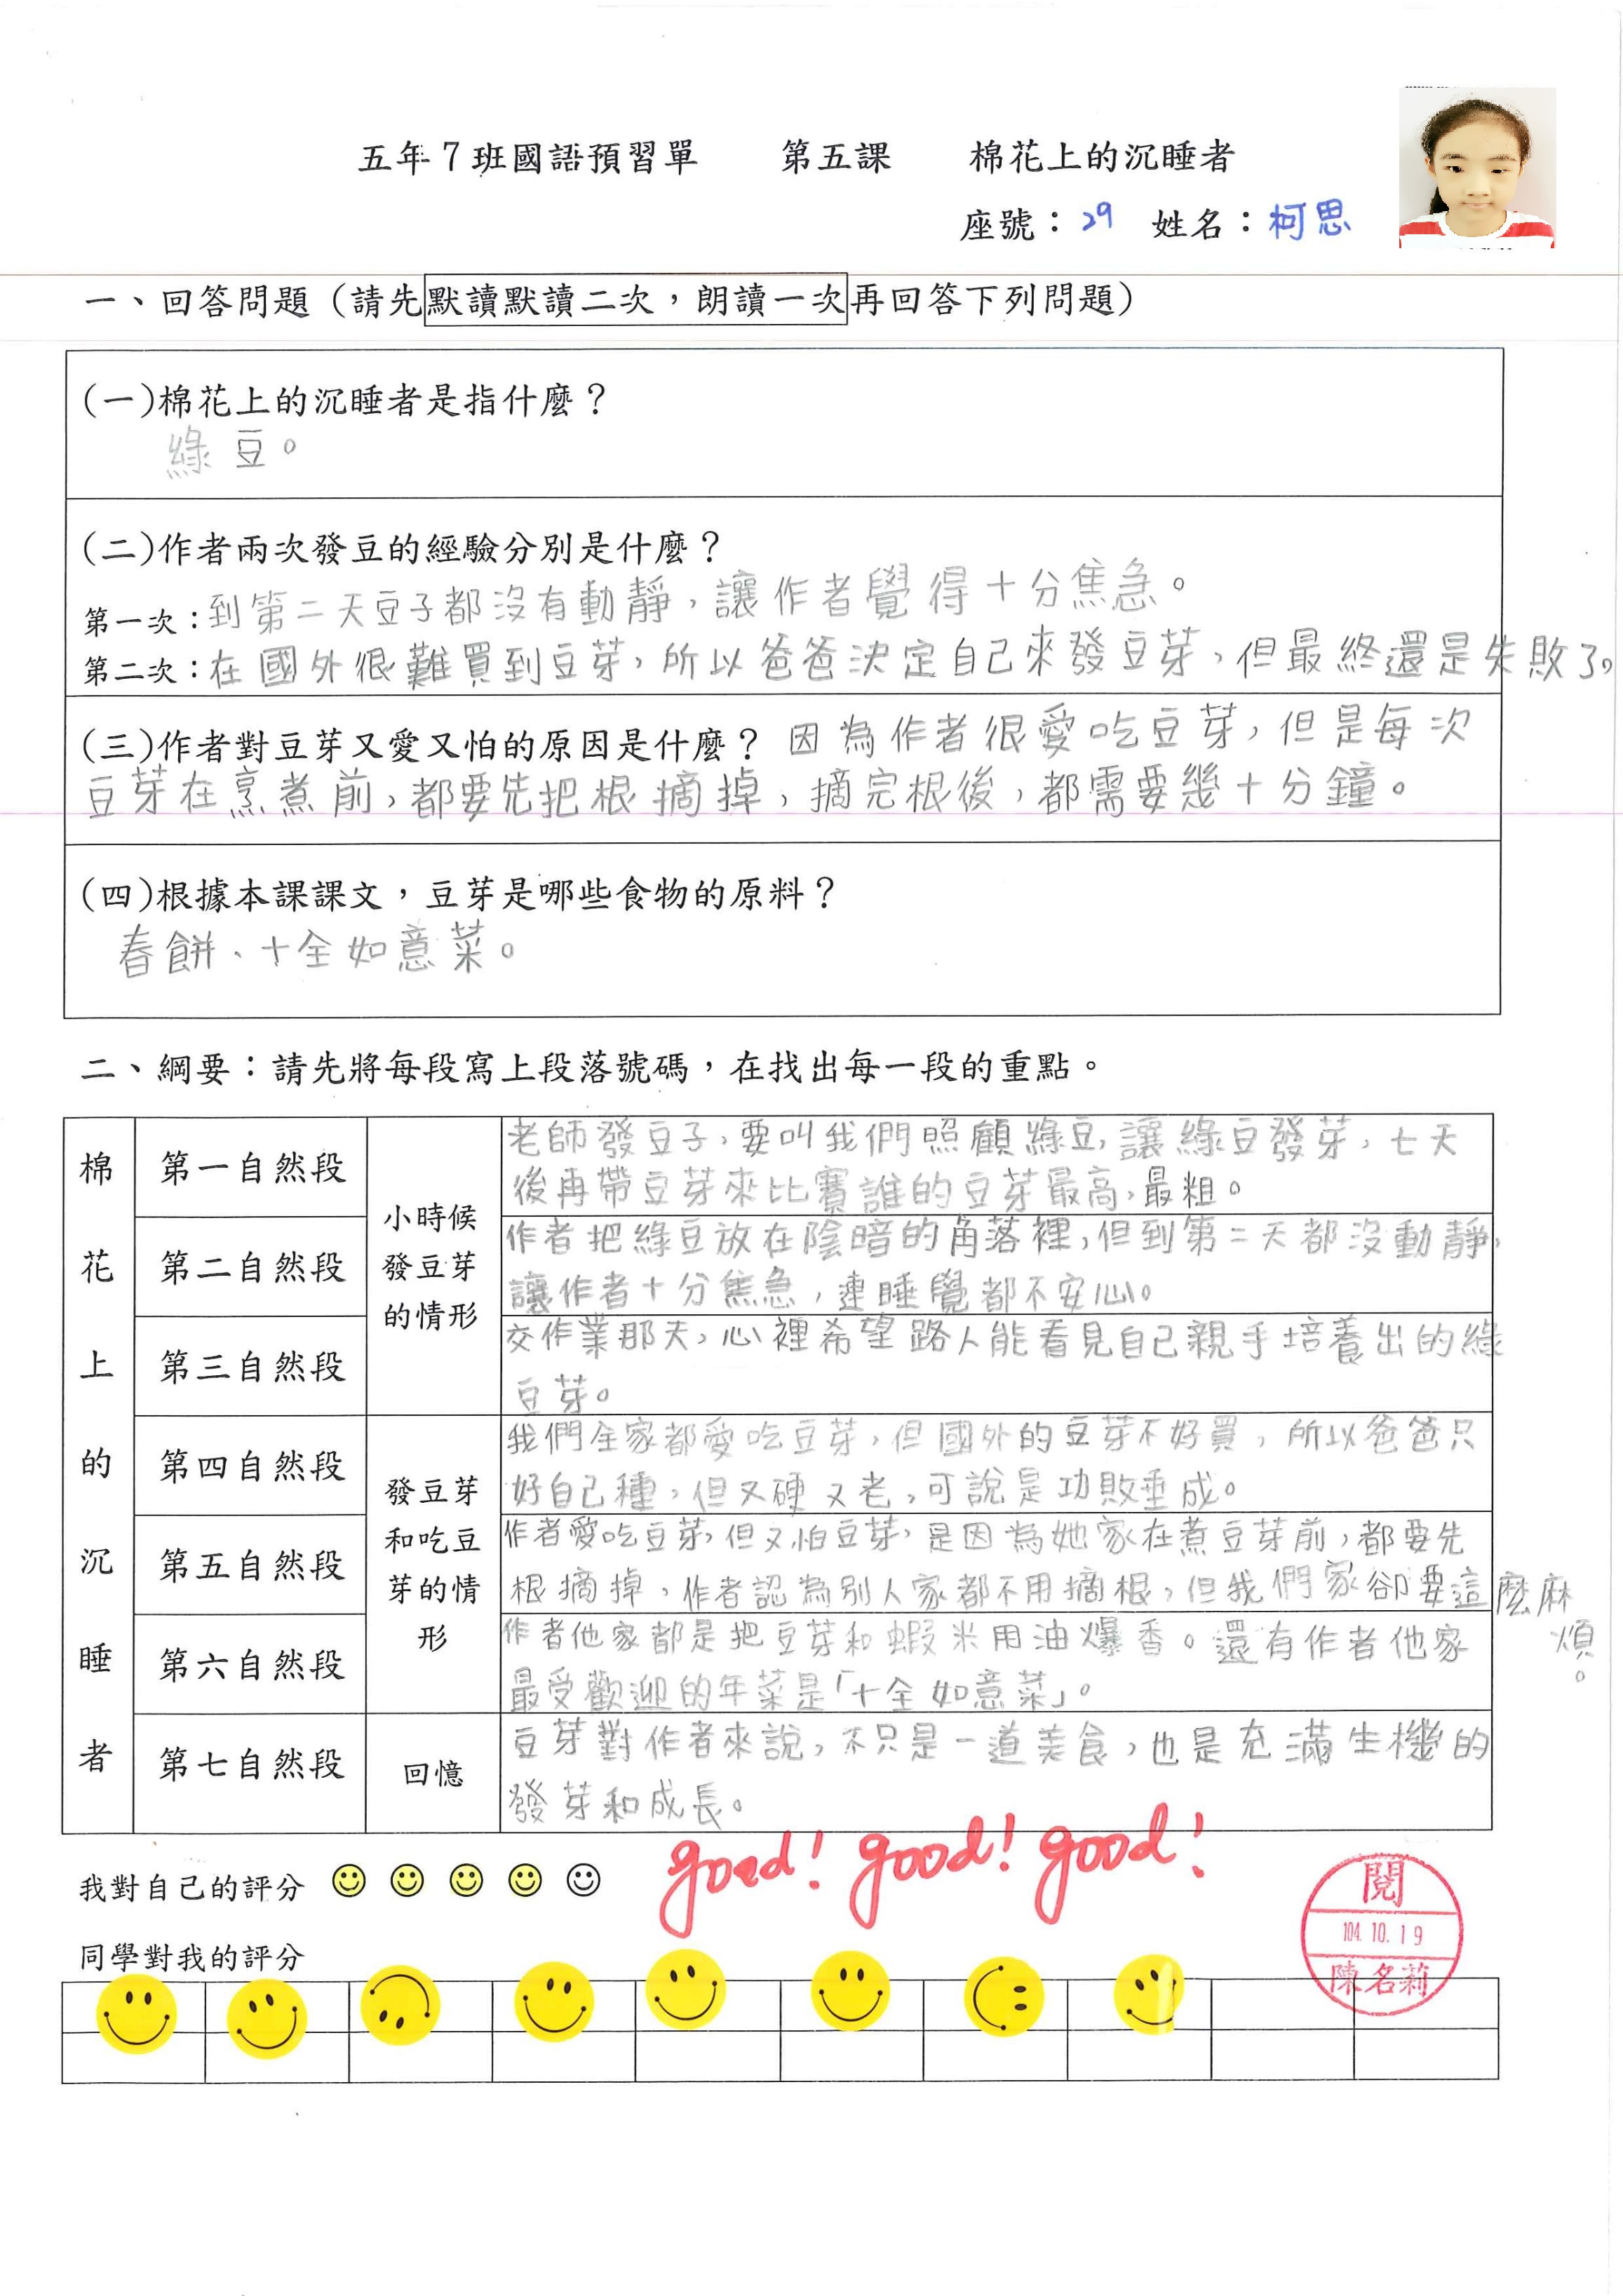 五年7班國語預習單 第五課 棉花上的沉睡者
座號：29 姓名：柯思
一、回答問題（請先默讀默讀二次，朗讀一次再回答下列問題）
(一)棉花上的沉睡者是指什麼？
綠豆。
(二)作者兩次發豆的經驗分別是什麼？
第一次：到第二天豆子都沒有動靜，讓作者覺得十分焦急。
第二次：在國外很難買到豆芽，所以爸爸決定自己來發豆芽，但最終還是失敗了。
(三)作者對豆芽又愛又怕的原因是什麼？因為作者很愛吃豆芽，但是每次
豆芽在烹煮前，都要先把根摘掉，摘完根後，都需要幾十分鐘。
(四)根據本課課文，豆芽是哪些食物的原料？
春餅、十全如意菜。
二、綱要：請先將每段寫上段落號碼，在找出每一段的重點。
棉花上的沉睡者
小時候
發豆芽
的情形
第一自然段
老師發豆子，要叫我們照顧綠豆，讓綠豆發芽，七天
後再帶豆芽來比賽誰的豆芽最高，最粗。
第二自然段
作者把綠豆放在陰暗的角落裡，但到第二天都沒動靜，
讓作者十分焦急，連睡覺都不安心。
第三自然段
交作業那天，心裡希望路人能看見自己親手培養出的綠
豆芽。
發豆芽
和吃豆
芽的情
形
第四自然段
我們全家都愛吃豆芽，但國外的豆芽不好買，所以爸爸只
好自己種，但又硬又老，可說是功敗垂成。
第五自然段
作者愛吃豆芽，但又怕豆芽，是因為她家在煮豆芽前，都要先
根摘掉，作者認為別人家都不用摘根，但我們家卻要這麼麻
煩。
第六自然段
作者他家都是把豆芽和蝦米用油爆香。還有作者他家
最受歡迎的年菜是「十全如意菜」。
第七自然段
回憶
豆芽對作者來說，不只是一道美食，也是充滿生機的
發芽和成長。
good! good! good!
我對自己的評分
閱
104.10.19
陳名莉
同學對我的評分